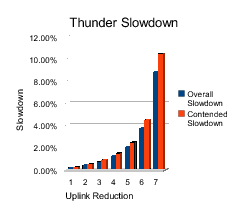 Thunder Slowdown
12.00%
10.00%
8.00%
6.00%
4.00%
2.00%
0.00%
Slowdown
1 2 3 4 5 6 7
Uplink Reduction
Overall
Slowdown
Contended
Slowdown